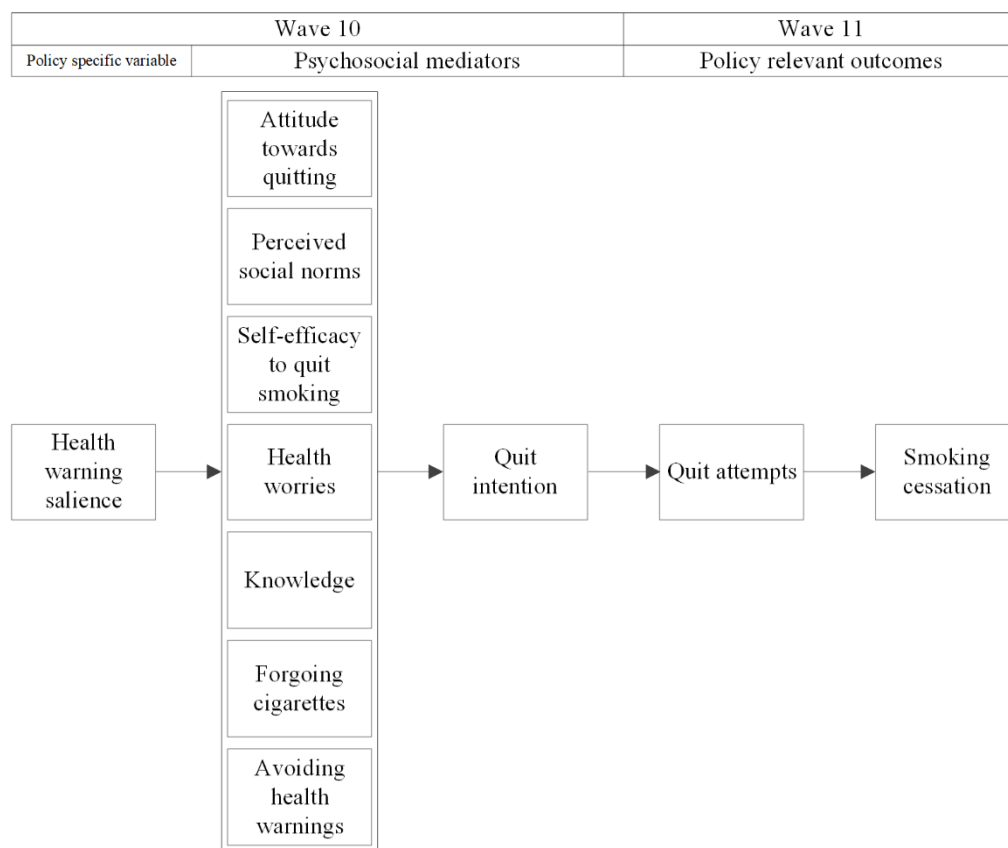 Wave 10
Wave 11
Policy specific variable
Psychosocial mediators
Policy relevant outcomes
Attitude
towards
quitting
Perceived
social norms
Self-efficacy
to quit
smoking
Health
warning
salience
Health
worries
Quit
intention
Quit attempts
Smoking
cessation
Knowledge
Forgoing
cigarettes
Avoiding
health
warnings